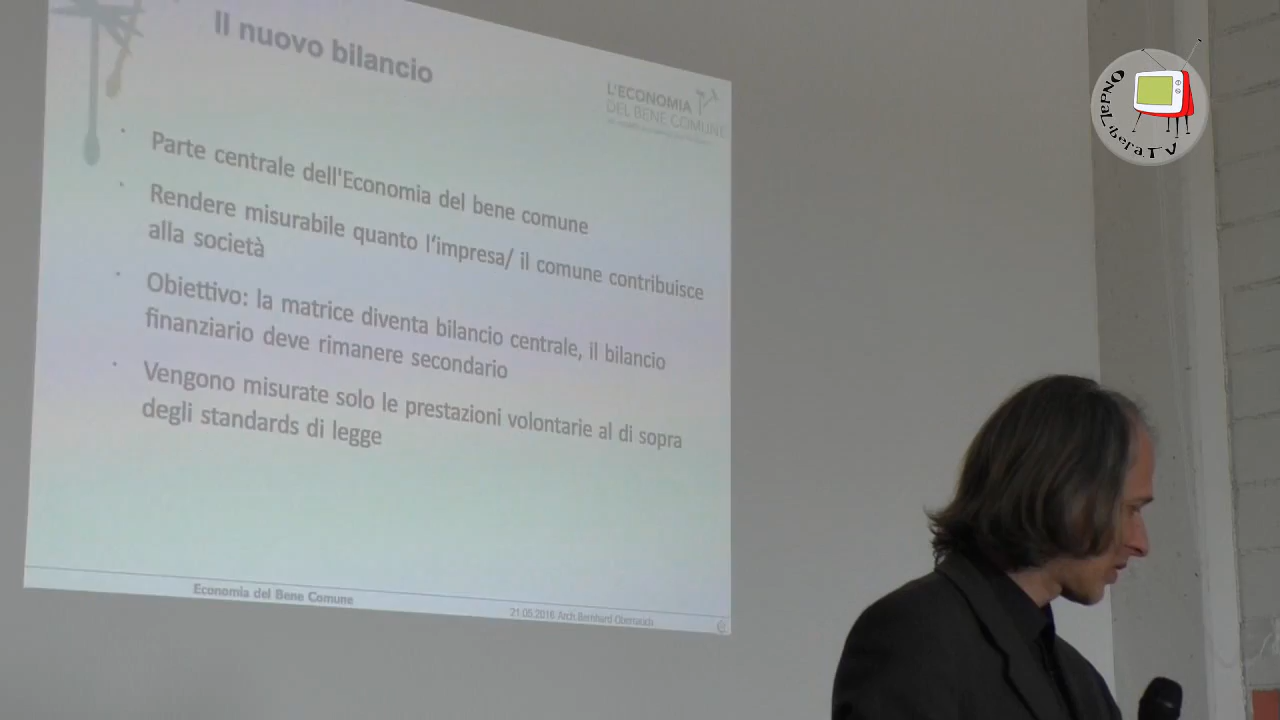 Il nuovo bilancio
L'ECONOMIA
DEL BENE COMUNE
Parte centrale dell'Economia del bene comune
Rendere misurabile quanto l'impresa/ il comune contribuisce
alla società
Obiettivo: la matrice diventa bilancio centrale, il bilancio
finanziario deve rimanere secondario
Vengono misurate solo le prestazioni volontarie al di sopra
degli standards di legge
Economia del Bene Comune
21.05.2016 Arch.Bernhard Oberrauch
OndaLiberaTV